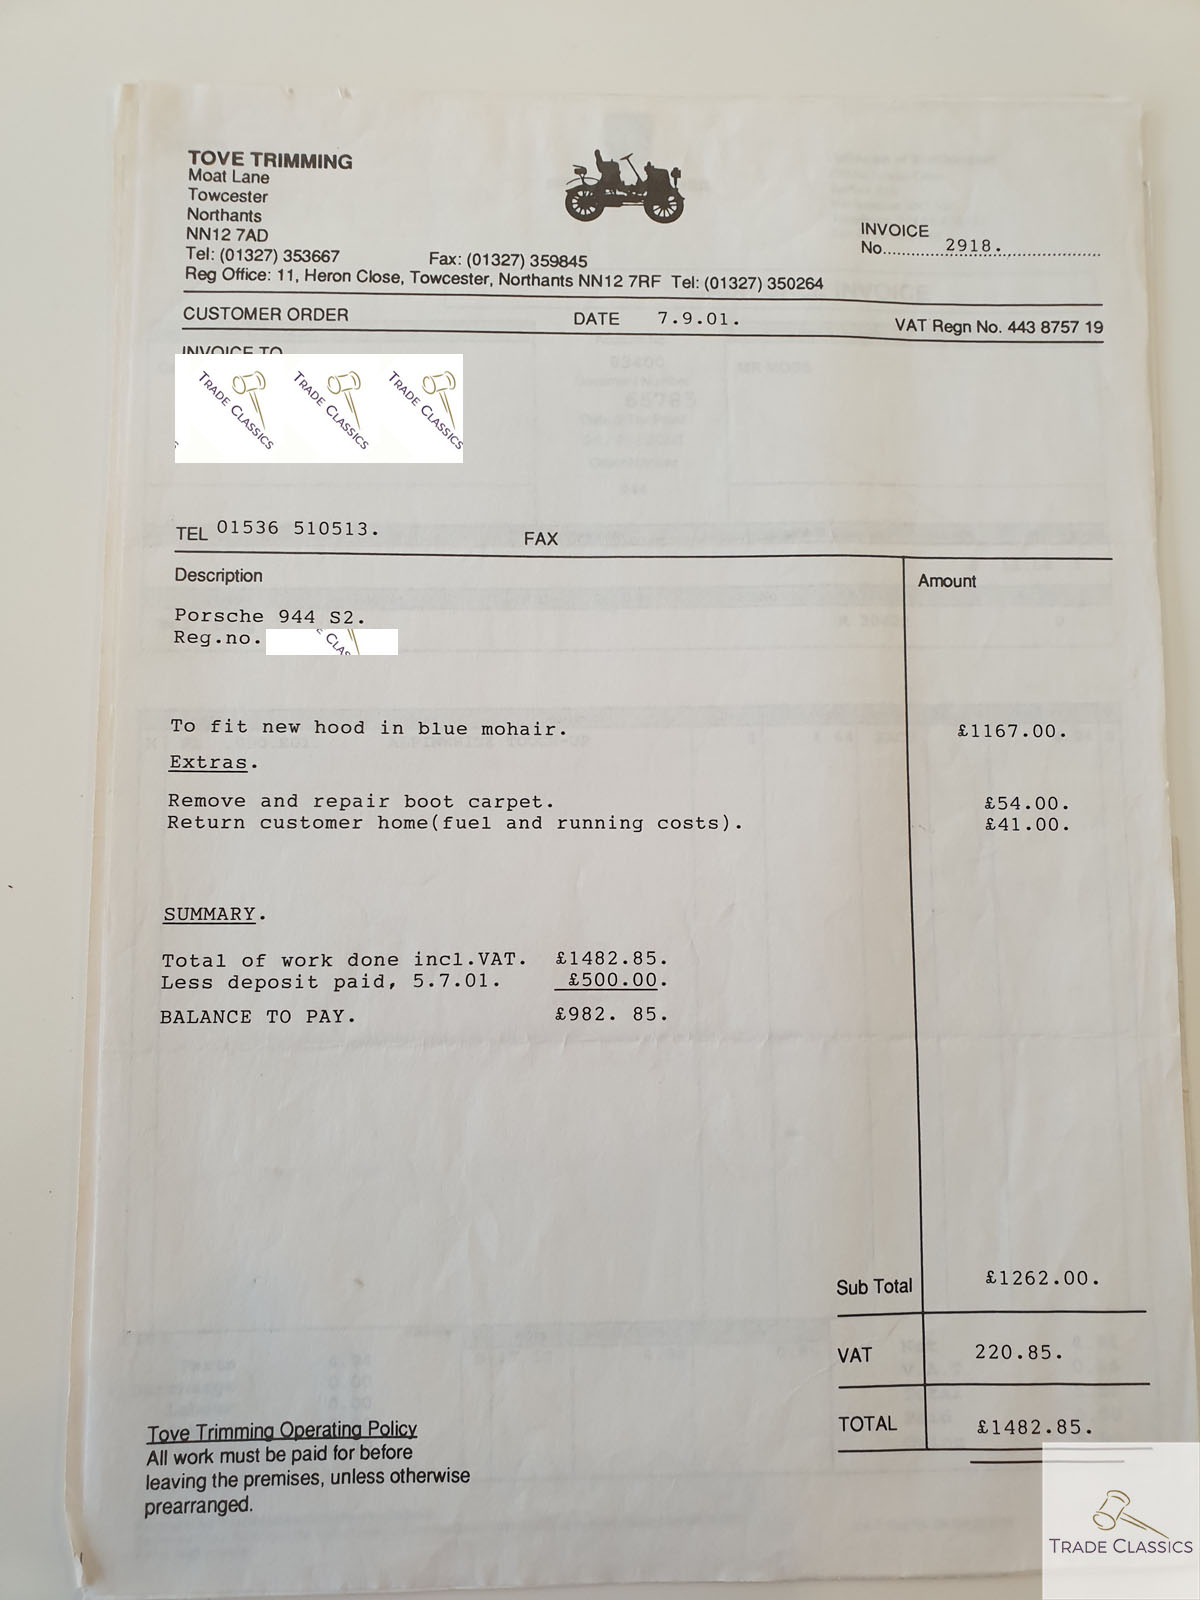 TOVE TRIMMING
Moat Lane
Towcester
Northants
NN12 7AD
Tel: (01327) 353667 Fax: (01327) 359845
Reg Office: 11, Heron Close, Towcester, Northants NN12 7RF Tel: (01327) 350264
INVOICE
No. 2918.
CUSTOMER ORDER DATE 7.9.01. VAT Regn No. 443 8757 19
INVOICE TO
TRADE CLASSICS TRADE CLASSICS TRADE CLASSICS
TEL 01536 510513. FAX
Description Amount
Porsche 944 S2.
Reg.no.
To fit new hood in blue mohair. £1167.00.
Extras.
Remove and repair boot carpet. £54.00.
Return customer home(fuel and running costs). £41.00.
SUMMARY.
Total of work done incl.VAT. £1482.85.
Less deposit paid, 5.7.01. £500.00.
BALANCE TO PAY. £982. 85.
Sub Total £1262.00.
VAT 220.85.
TOTAL £1482.85.
Tove Trimming Operating Policy
All work must be paid for before
leaving the premises, unless otherwise
prearranged.
TRADE CLASSICS